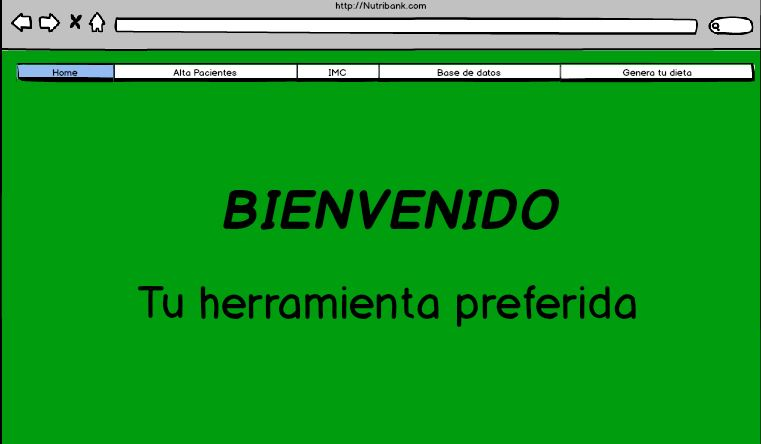 http://Nutribank.com
Home Alta Pacientes IMC Base de datos Genera tu dieta
BIENVENIDO
Tu herramienta preferida